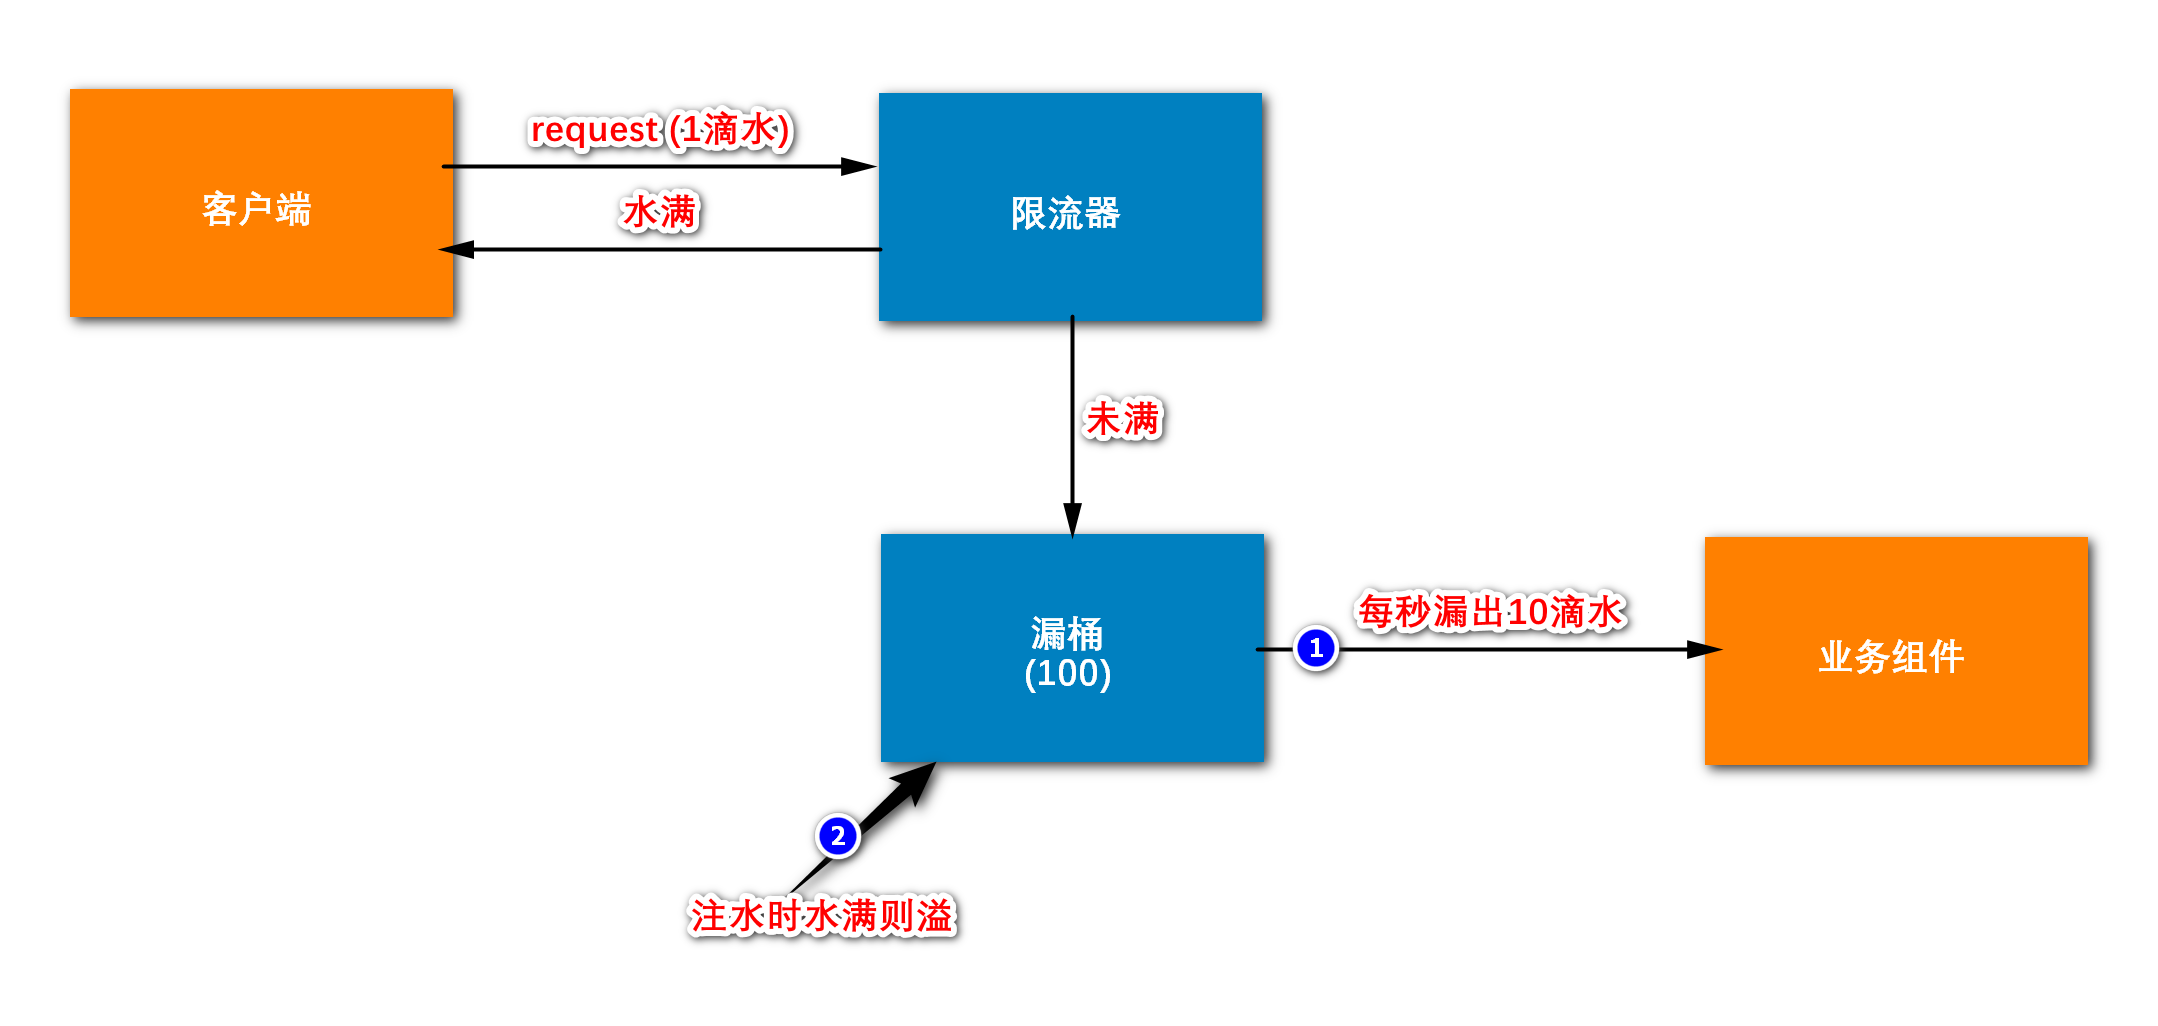 request (1滴水)
客户端
水满
限流器
未满
漏桶
(100)
每秒漏出10滴水
1
业务组件
2
注水时水满则溢